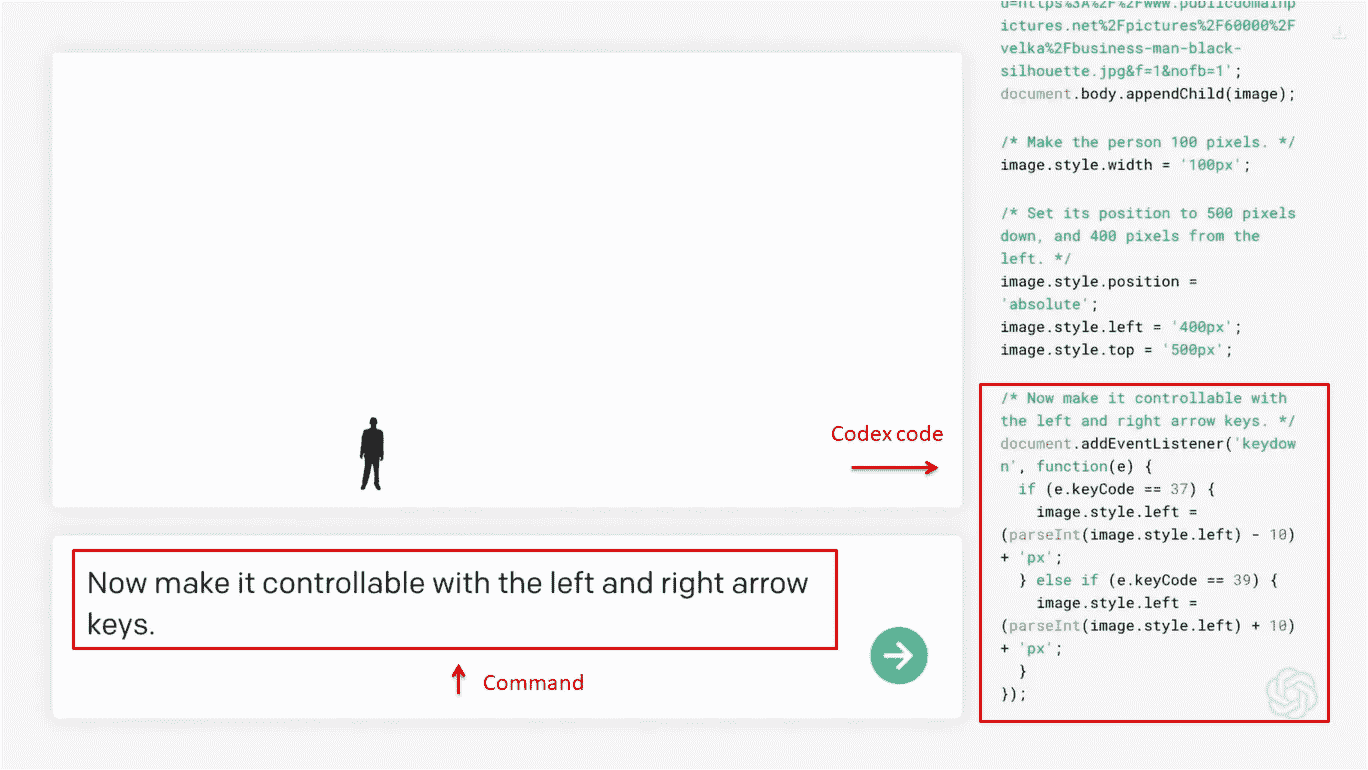 u=https%3A%2F%2Fwww.publicdomainp
ictures.net%2Fpictures%2F60000%2F
velka%2Fbusiness-man-black-
silhouette.jpg&f=1&nofb=1';
document.body.appendChild(image);
/* Make the person 100 pixels. */
image.style.width = '100px';
/* Set its position to 500 pixels
down, and 400 pixels from the
left. */
image.style.position =
'absolute';
image.style.left = '400px';
image.style.top = '500px';
Codex code
/* Now make it controllable with
the left and right arrow keys. */
document.addEventListener('keydow
n', function(e) {
if (e.keyCode == 37) {
image.style.left =
(parseInt(image.style.left) - 10)
+ 'px';
} else if (e.keyCode == 39) {
image.style.left =
(parseInt(image.style.left) + 10)
+ 'px';
}
});
Now make it controllable with the left and right arrow
keys.
Command